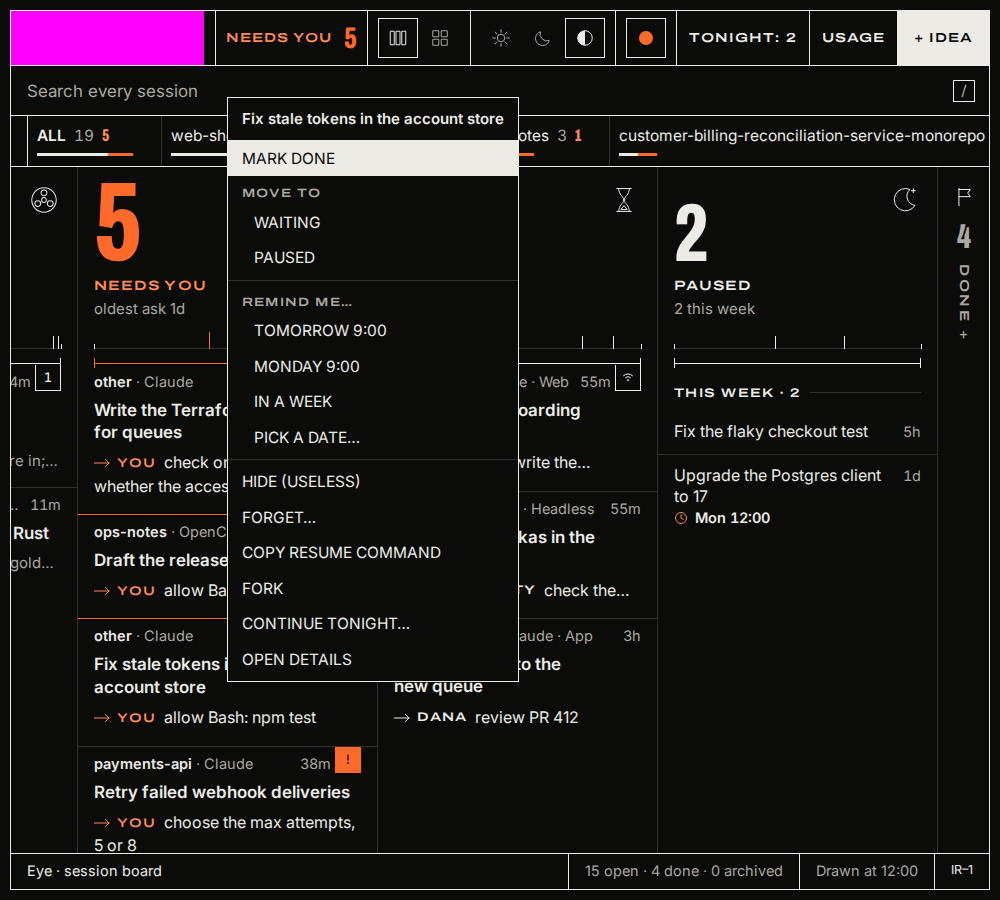 NEEDS YOU 5
TONIGHT: 2
USAGE
+ IDEA
Search every session
/
ALL 19 5
web-sh
otes 3 1
customer-billing-reconciliation-service-monorepo
Fix stale tokens in the account store
MARK DONE
MOVE TO
WAITING
PAUSED
REMIND ME...
TOMORROW 9:00
MONDAY 9:00
IN A WEEK
PICK A DATE...
HIDE (USELESS)
FORGET...
COPY RESUME COMMAND
FORK
CONTINUE TONIGHT...
OPEN DETAILS
4m 1
re in;...
.. 11m
Rust
gold...
5
NEEDS YOU
oldest ask 1d
other · Claude
Write the Terrafo
for queues
→ YOU check or
whether the acces
ops-notes · OpenC
Draft the release
→ YOU allow Ba
other · Claude
Fix stale tokens i
account store
→ YOU allow Bash: npm test
payments-api · Claude 38m !
Retry failed webhook deliveries
→ YOU choose the max attempts,
5 or 8
e · Web 55m
oarding
write the...
· Headless 55m
kas in the
TY check the...
aude · App 3h
to the
new queue
→ DANA review PR 412
2
PAUSED
2 this week
THIS WEEK · 2
Fix the flaky checkout test 5h
Upgrade the Postgres client 1d
to 17
Mon 12:00
4 DONE +
Eye · session board
15 open · 4 done · 0 archived
Drawn at 12:00
IR–1